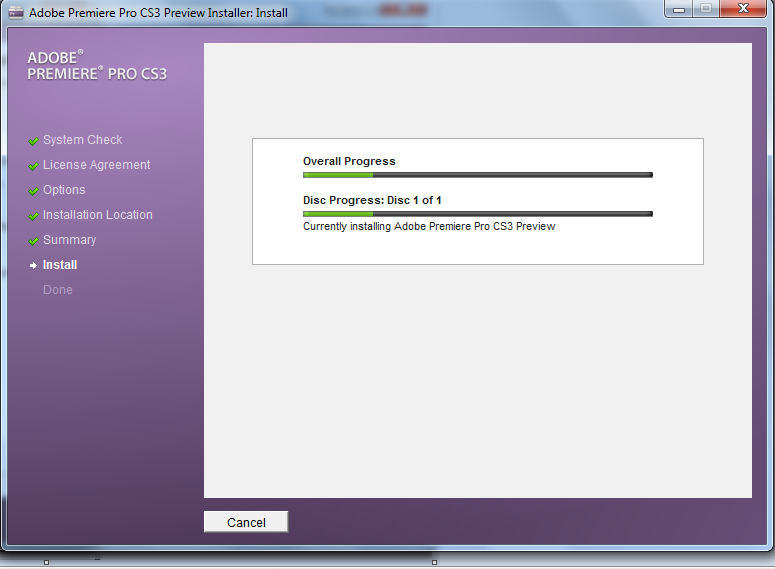 Adobe Premiere Pro CS3 Preview Installer: Install
ADOBE®
PREMIERE® PRO CS3
System Check
License Agreement
Options
Installation Location
Summary
Install
Done
Overall Progress
Disc Progress: Disc 1 of 1
Currently installing Adobe Premiere Pro CS3 Preview
Cancel